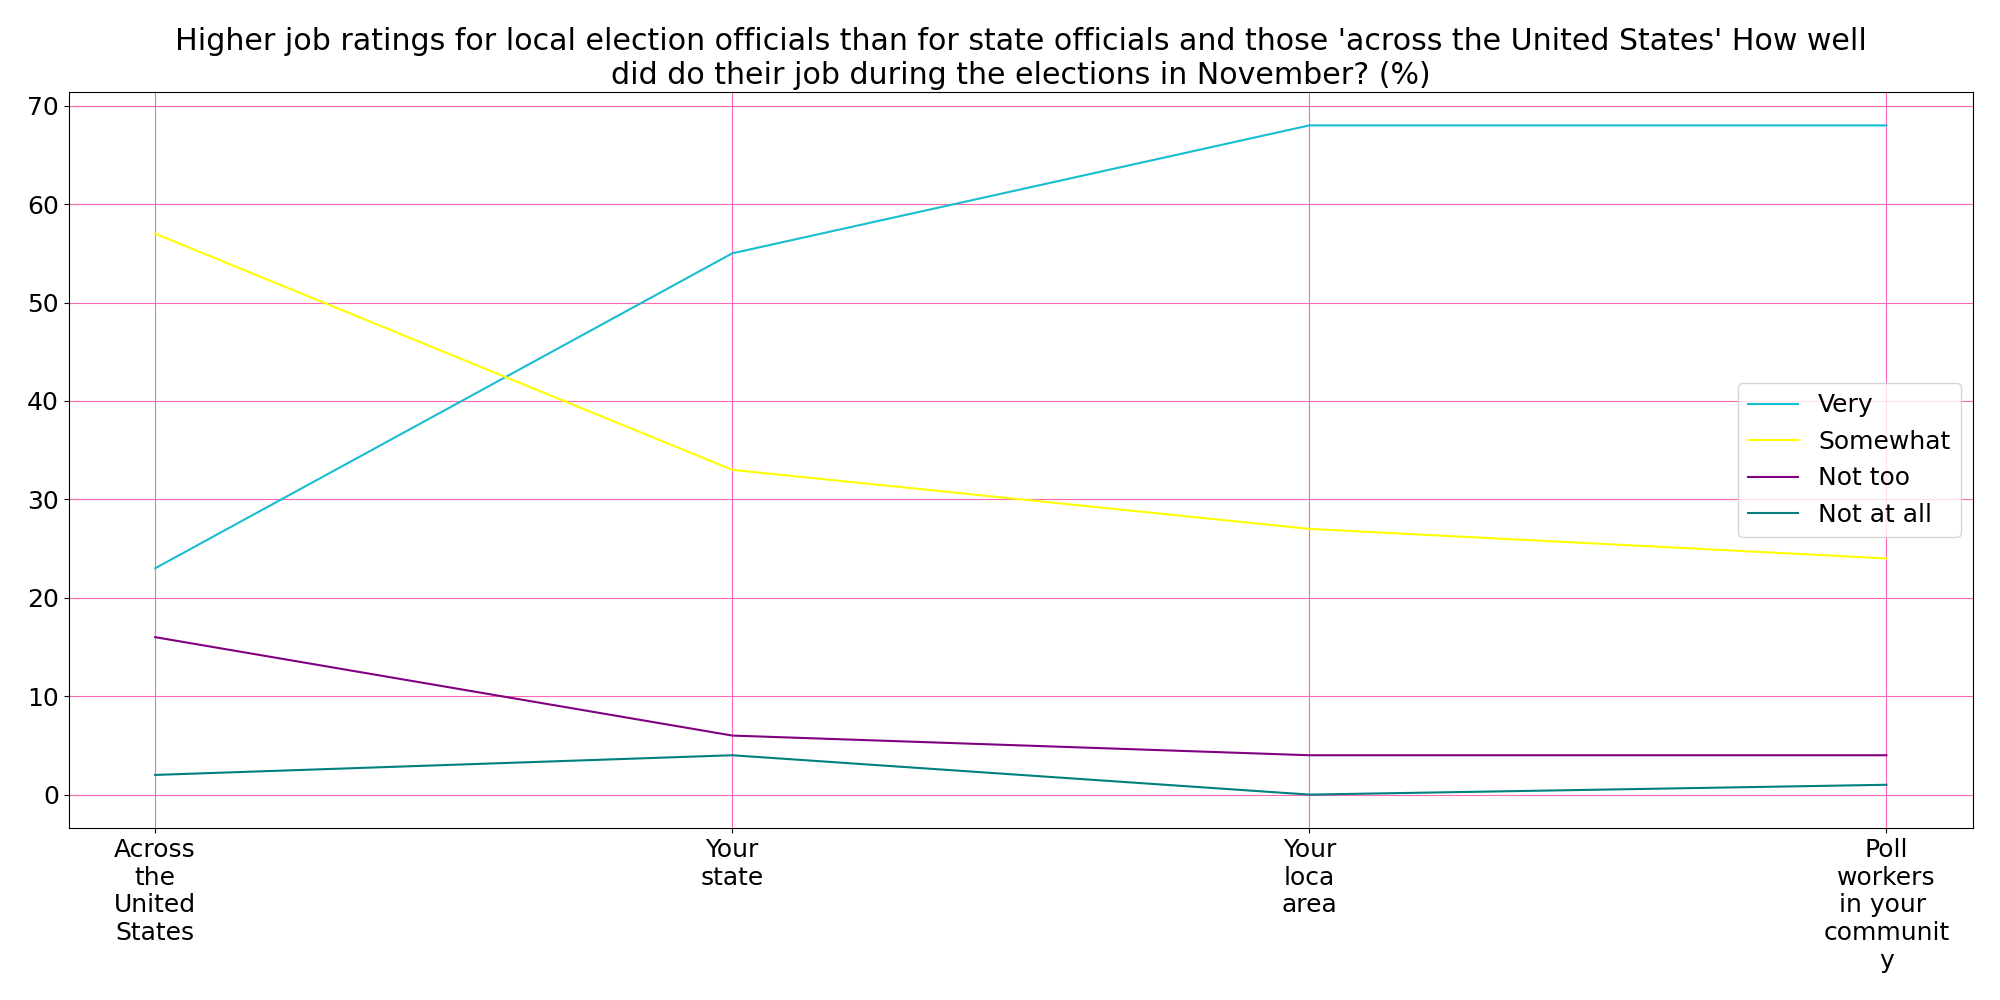 Higher job ratings for local election officials than for state officials and those 'across the United States' How well
did do their job during the elections in November? (%)
70
60
50
40
30
20
10
0
Very
Somewhat
Not too
Not at all
Across
the
United
States
Your
state
Your
loca
area
Poll
workers
in your
communit
y